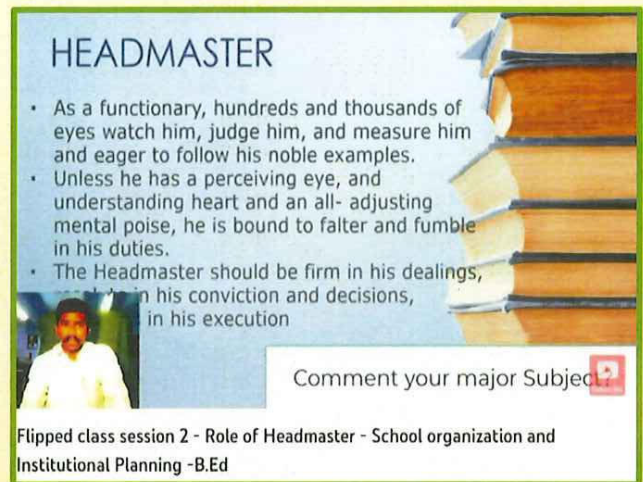 HEADMASTER
· As a functionary, hundreds and thousands of
eyes watch him, judge him, and measure him
and eager to follow his noble examples.
· Unless he has a perceiving eye, and
understanding heart and an all- adjusting
mental poise, he is bound to falter and fumble
in his duties.
· The Headmaster should be firm in his dealings,
in his conviction and decisions,
in his execution
Comment your major Subject?
Flipped class session 2 - Role of Headmaster - School organization and
Institutional Planning -B.Ed